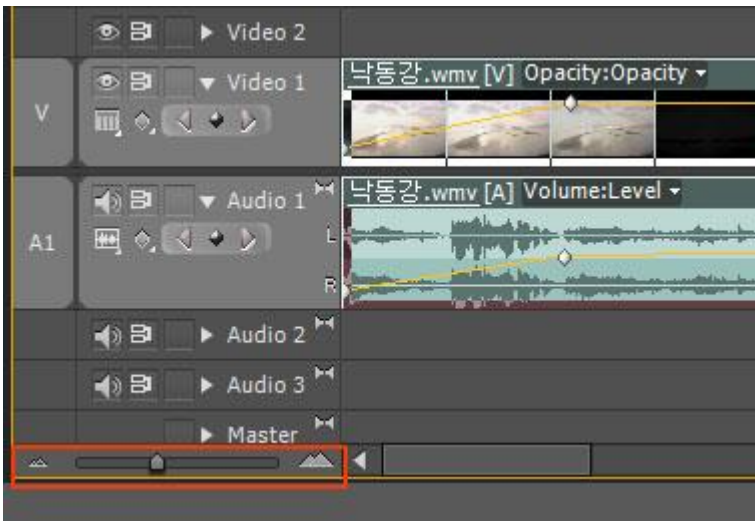 Video 2
V
Video 1
낙동강.wmv [V] Opacity:Opacity
A1
Audio 1
낙동강.wmv [A] Volume:Level
L
R
Audio 2
Audio 3
Master